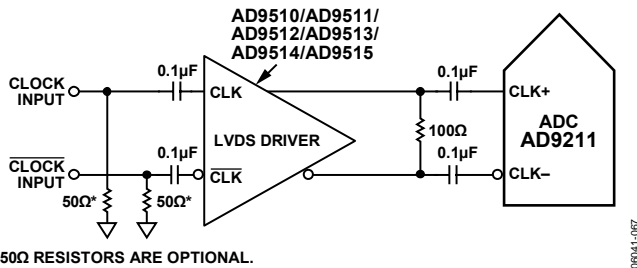 AD9510/AD9511/
AD9512/AD9513/
AD9514/AD9515
0.1µF
0.1µF
CLOCK
INPUT
CLK
CLK+
ADC
AD9211
LVDS DRIVER
100Ω
0.1µF
0.1µF
CLOCK
INPUT
CLK
CLK–
50Ω*
50Ω*
50Ω RESISTORS ARE OPTIONAL.
06041-067